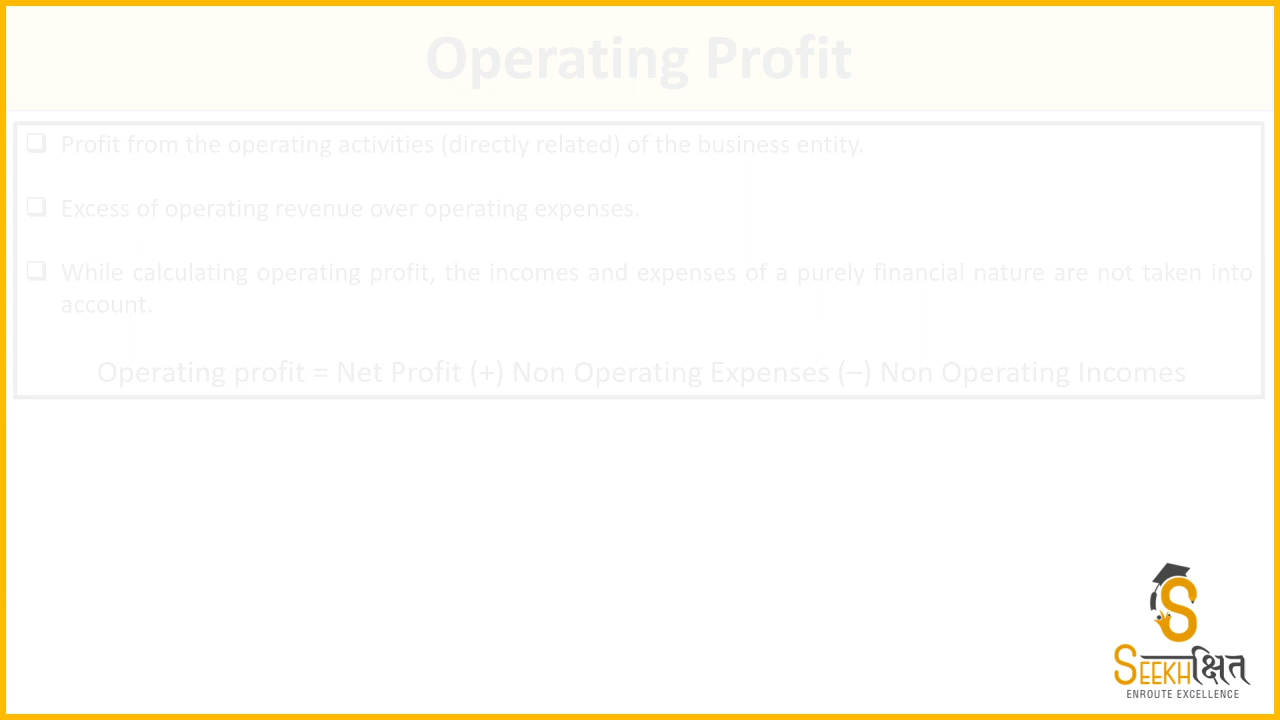 Operating Profit
Profit from the operating activities (directly related) of the business entity.
Excess of operating revenue over operating expenses.
While calculating operating profit, the incomes and expenses of a purely financial nature are not taken into
account.
Operating profit = Net Profit (+) Non Operating Expenses (–) Non Operating Incomes
S
SEEKHक्षित
ENROUTE EXCELLENCE